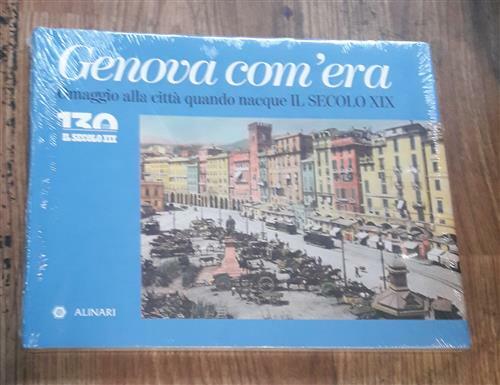 Genova com'era
Omaggio alla città quando nacque IL SECOLO XIX
130
IL SECOLO XIX
ALINARI